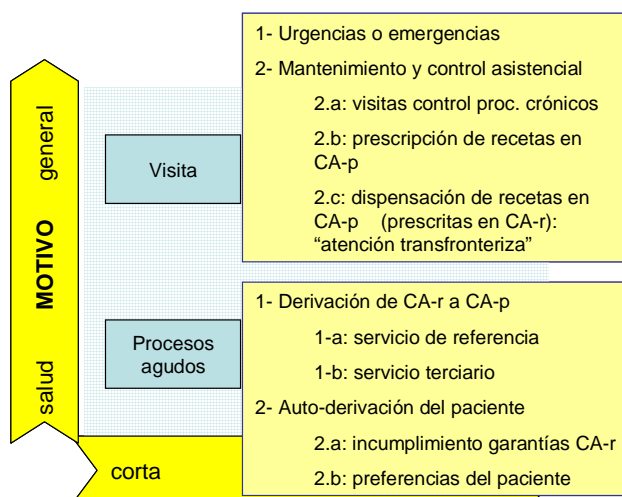 1- Urgencias o emergencias
2- Mantenimiento y control asistencial
2.a: visitas control proc. crónicos
2.b: prescripción de recetas en
CA-p
2.c: dispensación de recetas en
CA-p (prescritas en CA-r):
“atención transfronteriza”
general
MOTIVO
salud
Visita
1- Derivación de CA-r a CA-p
1-a: servicio de referencia
1-b: servicio terciario
2- Auto-derivación del paciente
2.a: incumplimiento garantías CA-r
2.b: preferencias del paciente
Procesos
agudos
corta